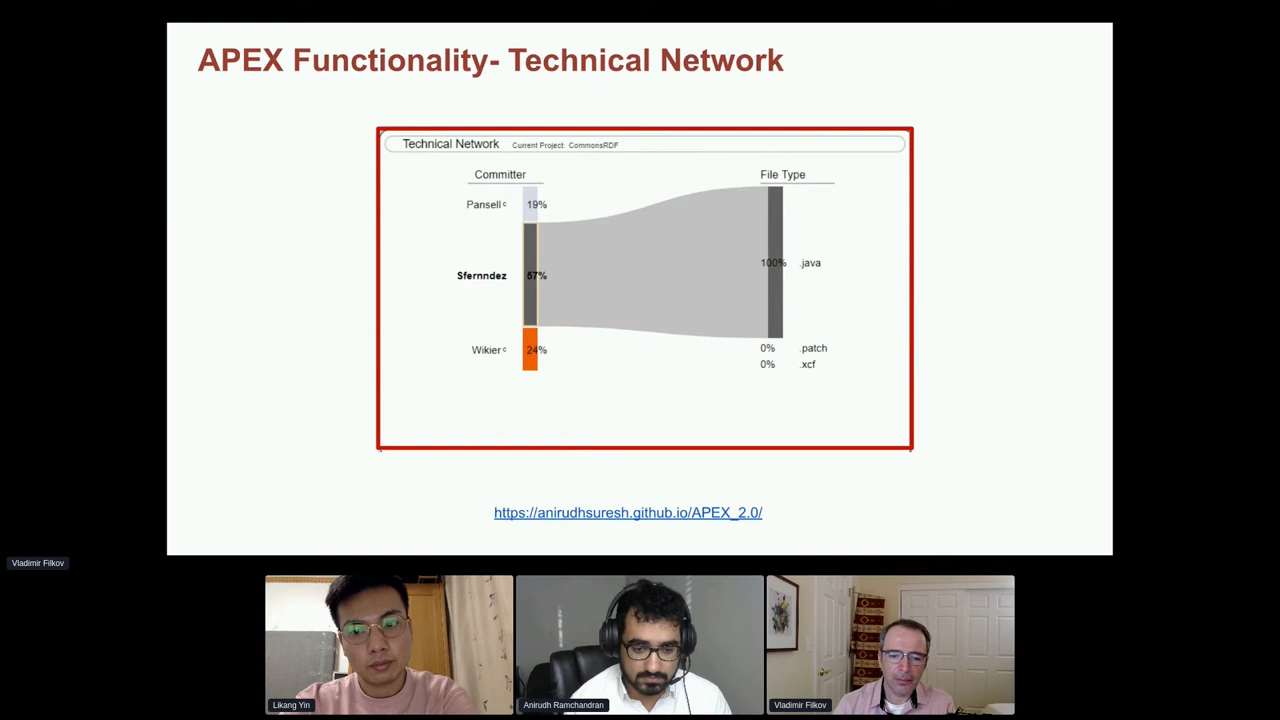 APEX Functionality- Technical Network
Technical Network Current Project: CommonsRDF
Committer File Type
Pansell c 19%
100% .java
Sfernndez 57%
Wikier c 24%
0% .patch
0% .xcf
https://anirudhsuresh.github.io/APEX_2.0/
Vladimir Filkov
Likang Yin
Anirudh Ramchandran
Vladimir Filkov